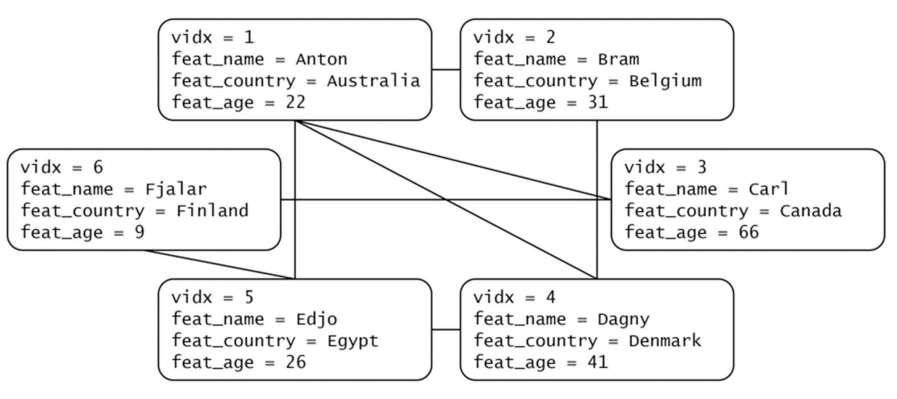 vidx = 1
feat_name = Anton
feat_country = Australia
feat_age = 22
vidx = 2
feat_name = Bram
feat_country = Belgium
feat_age = 31
vidx = 6
feat_name = Fjalar
feat_country = Finland
feat_age = 9
vidx = 3
feat_name = Carl
feat_country = Canada
feat_age = 66
vidx = 5
feat_name = Edjo
feat_country = Egypt
feat_age = 26
vidx = 4
feat_name = Dagny
feat_country = Denmark
feat_age = 41